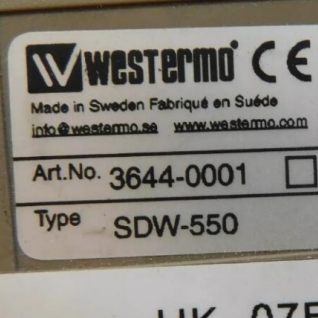 Westermo CE
Made in Sweden Fabriqué en Suéde
info@westermo.se www.westermo.com
Art.No. 3644-0001
Type SDW-550